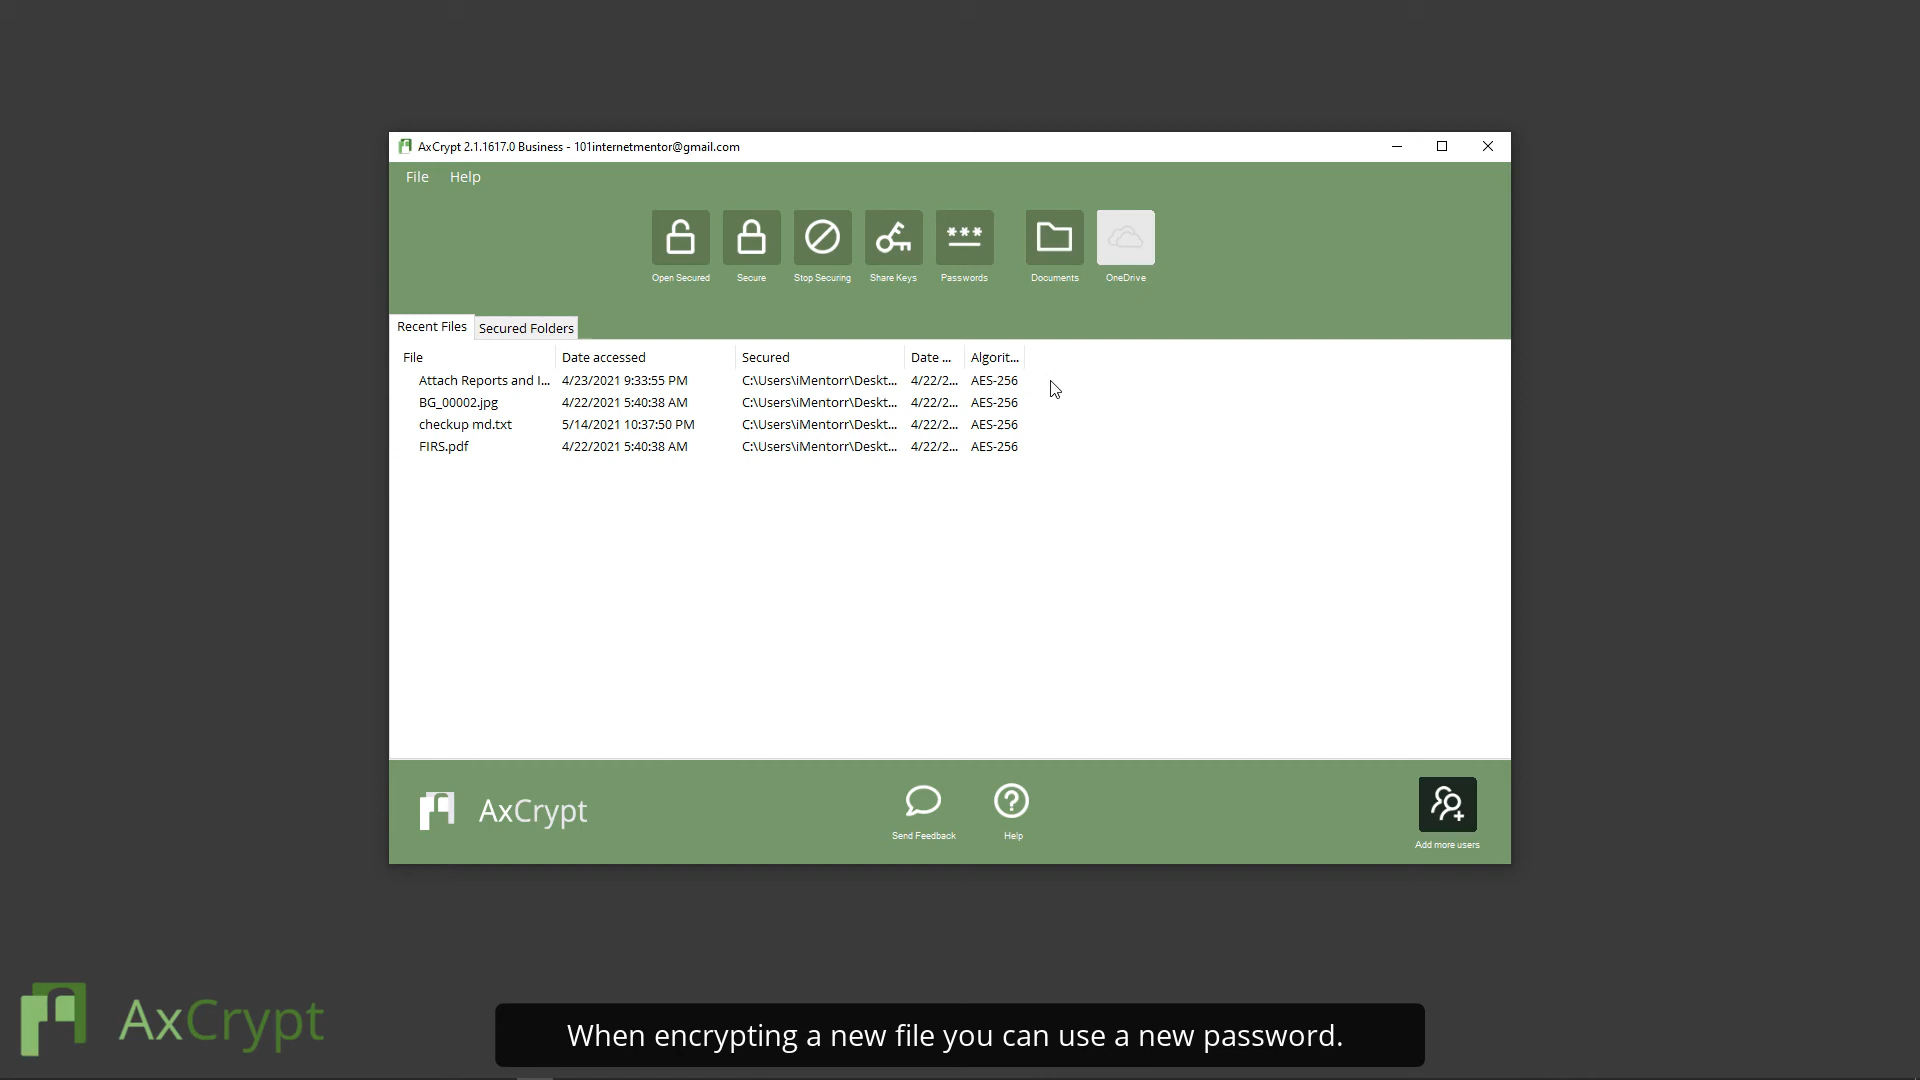 AxCrypt 2.1.1617.0 Business - 101internetmentor@gmail.com
File Help
Open Secured Secure Stop Securing Share Keys Passwords Documents OneDrive
Recent Files Secured Folders
File Date accessed Secured Date ... Algorit...
Attach Reports and I... 4/23/2021 9:33:55 PM C:\Users\iMentorr\Deskt... 4/22/2... AES-256
BG_00002.jpg 4/22/2021 5:40:38 AM C:\Users\iMentorr\Deskt... 4/22/2... AES-256
checkup md.txt 5/14/2021 10:37:50 PM C:\Users\iMentorr\Deskt... 4/22/2... AES-256
FIRS.pdf 4/22/2021 5:40:38 AM C:\Users\iMentorr\Deskt... 4/22/2... AES-256
AxCrypt
Send Feedback Help Add more users
AxCrypt
When encrypting a new file you can use a new password.